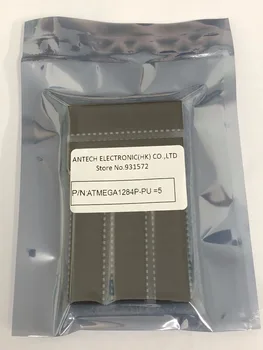 ANTECH ELECTRONIC(HK) CO.,LTD
Store No.931572
P/N:ATMEGA1284P-PU =5